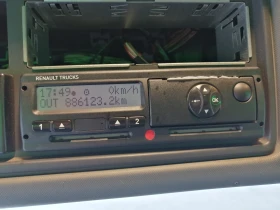 RENAULT TRUCKS
17:49 0 0km/h
OUT 886123.2km
1 2
OK